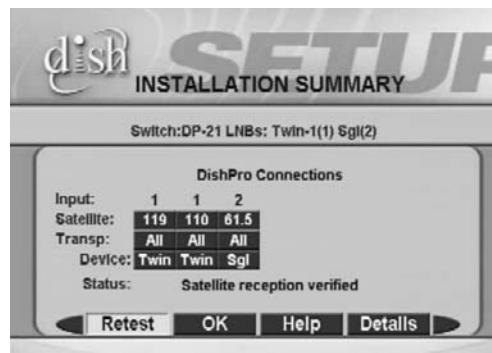 dish SETUP
INSTALLATION SUMMARY
Switch:DP-21 LNBs: Twin-1(1) Sgl(2)
DishPro Connections
Input: 1 1 2
Satellite: 119 110 61.5
Transp: All All All
Device: Twin Twin Sgl
Status: Satellite reception verified
Retest OK Help Details